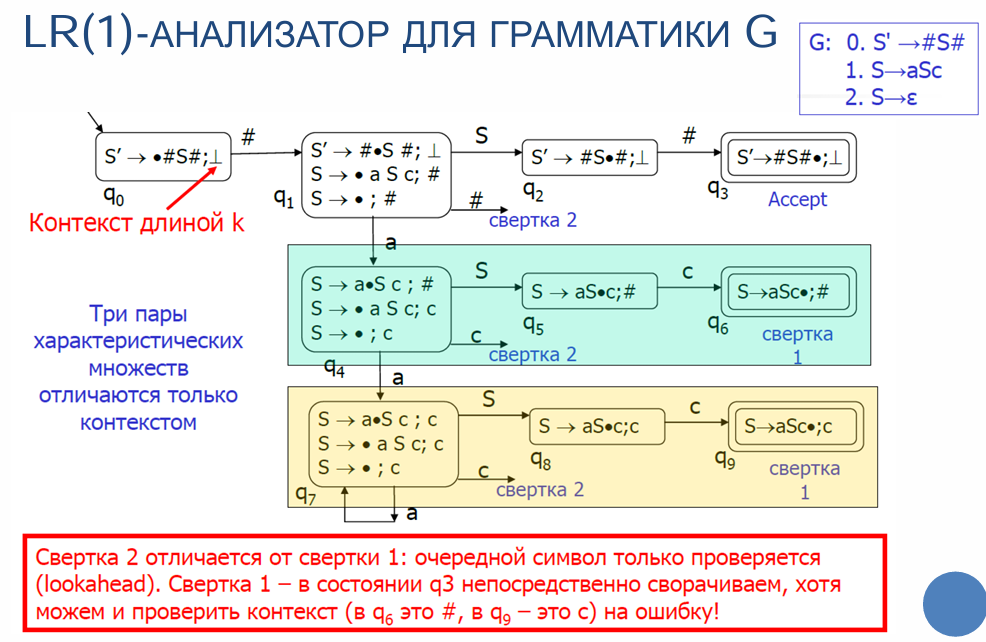 LR(1)-АНАЛИЗАТОР ДЛЯ ГРАММАТИКИ G
G: 0. S' →#S#
1. S→aSc
2. S→ε
S' → •#S#;⊥
q0
#
S' → #•S #; ⊥
S → • a S c; #
S → • ; #
q1
S
S' → #S•#;⊥
q2
#
S'→#S#•;⊥
q3
Accept
#
свертка 2
Контекст длиной k
a
S → a•S c ; #
S → • a S c; c
S → • ; c
q4
S
S → aS•c;#
q5
c
S→aSc•;#
q6
свертка
1
c
свертка 2
Три пары
характеристических
множеств
отличаются только
контекстом
a
S → a•S c ; c
S → • a S c; c
S → • ; c
q7
S
S → aS•c;c
q8
c
S→aSc•;c
q9
свертка
1
c
свертка 2
a
Свертка 2 отличается от свертки 1: очередной символ только проверяется
(lookahead). Свертка 1 – в состоянии q3 непосредственно сворачиваем, хотя
можем и проверить контекст (в q6 это #, в q9 – это c) на ошибку!